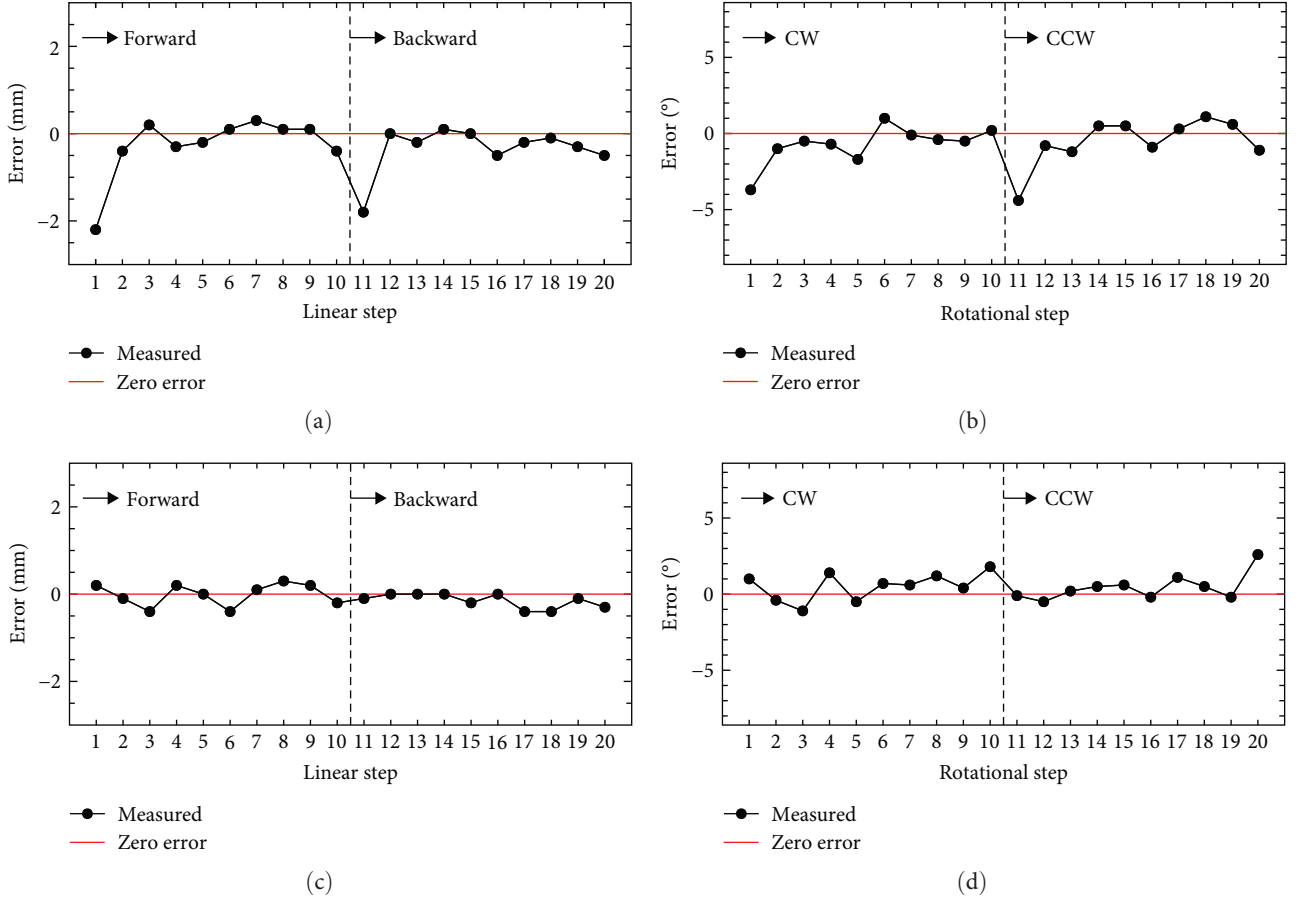 Forward
Backward
2
0
−2
Error (mm)
1 2 3 4 5 6 7 8 9 10 11 12 13 14 15 16 17 18 19 20
Linear step
Measured
Zero error
(a)
CW
CCW
5
0
−5
Error (°)
1 2 3 4 5 6 7 8 9 10 11 12 13 14 15 16 17 18 19 20
Rotational step
Measured
Zero error
(b)
Forward
Backward
2
0
−2
Error (mm)
1 2 3 4 5 6 7 8 9 10 11 12 13 14 15 16 17 18 19 20
Linear step
Measured
Zero error
(c)
CW
CCW
5
0
−5
Error (°)
1 2 3 4 5 6 7 8 9 10 11 12 13 14 15 16 17 18 19 20
Rotational step
Measured
Zero error
(d)